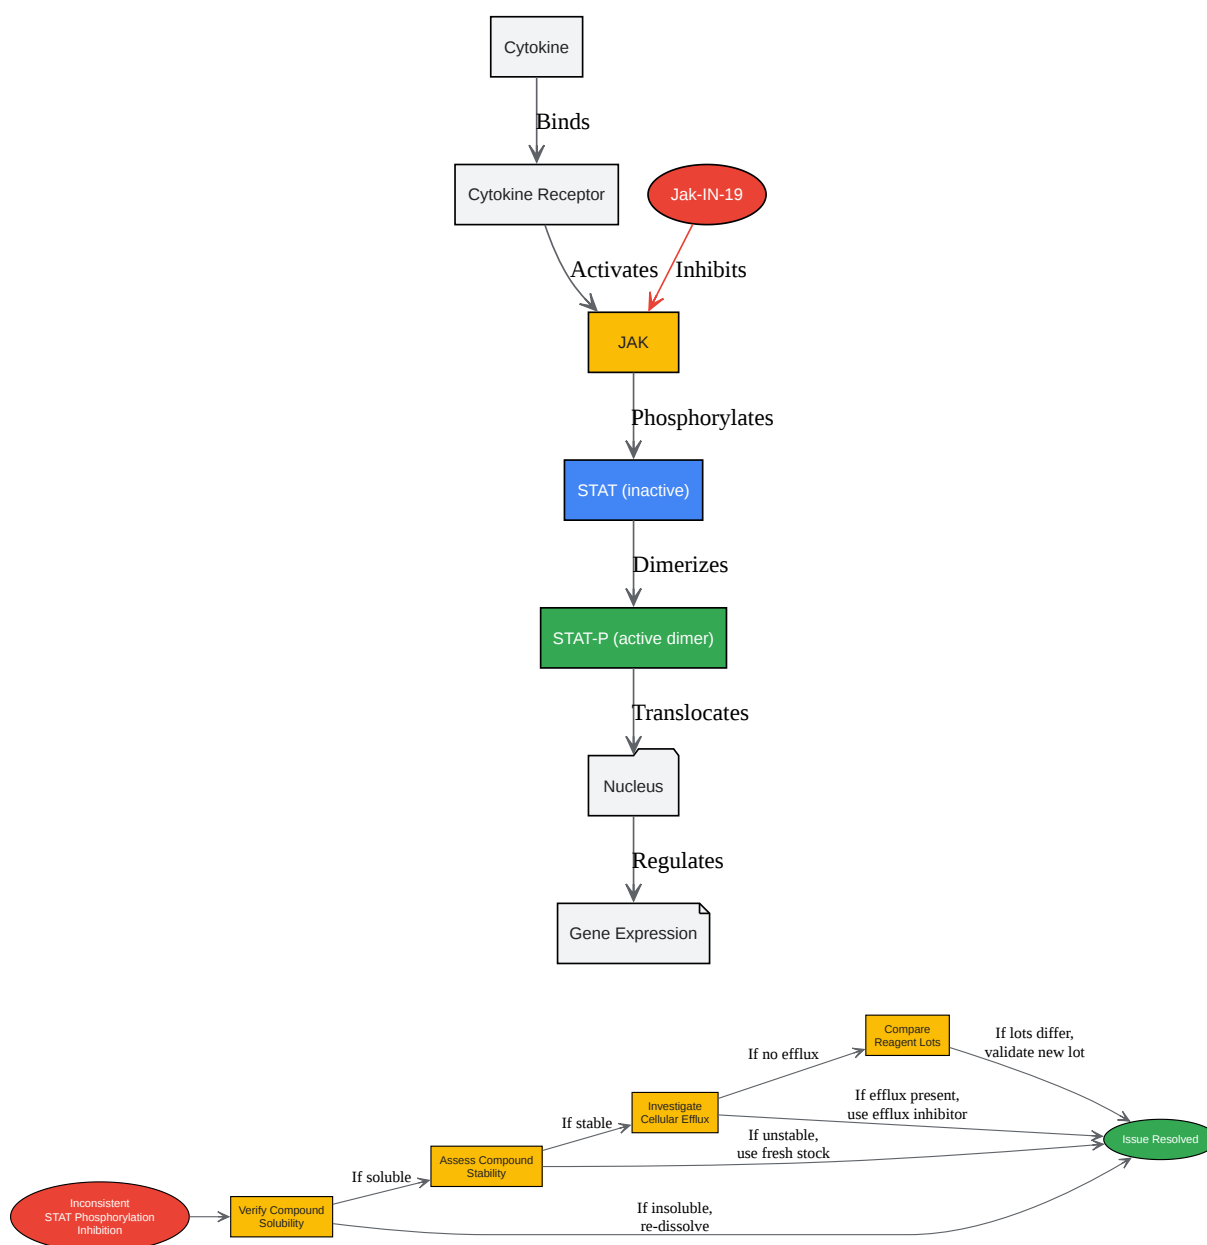 Cytokine
Binds
Cytokine Receptor
Jak-IN-19
Activates
Inhibits
JAK
Phosphorylates
STAT (inactive)
Dimerizes
STAT-P (active dimer)
Translocates
Nucleus
Regulates
Gene Expression
Compare
Reagent Lots
If lots differ,
validate new lot
If no efflux
Investigate
Cellular Efflux
If efflux present,
use efflux inhibitor
If stable
If unstable,
use fresh stock
Issue Resolved
Assess Compound
Stability
If soluble
Inconsistent
STAT Phosphorylation
Inhibition
Verify Compound
Solubility
If insoluble,
re-dissolve